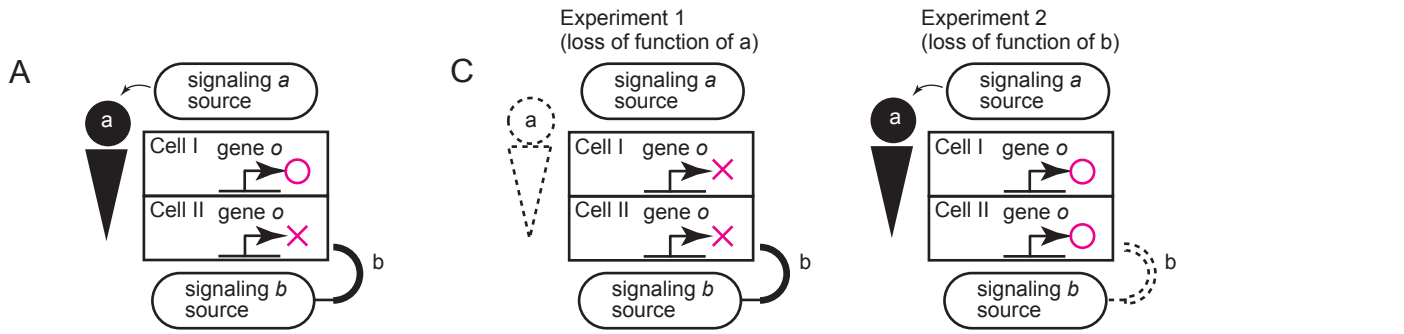 A
signaling a
source
a
Cell I
gene o
Cell II
gene o
b
signaling b
source
C
Experiment 1
(loss of function of a)
signaling a
source
a
Cell I
gene o
Cell II
gene o
b
signaling b
source
Experiment 2
(loss of function of b)
signaling a
source
a
Cell I
gene o
Cell II
gene o
b
signaling b
source